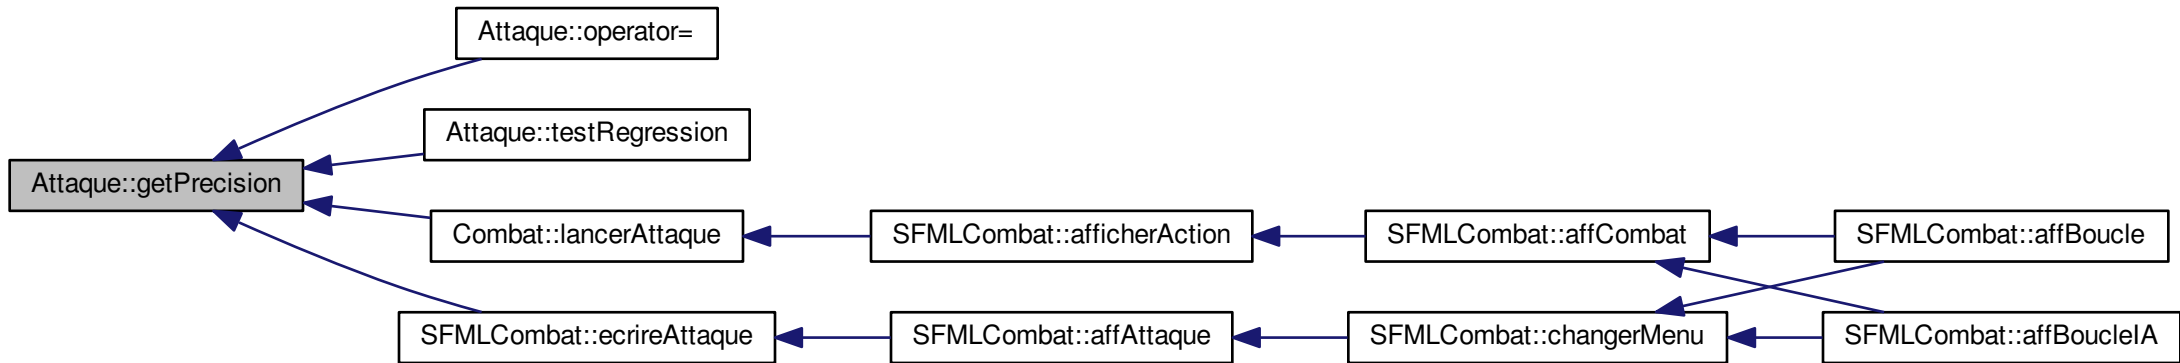 Attaque::operator=
Attaque::testRegression
Attaque::getPrecision
Combat::lancerAttaque
SFMLCombat::afficherAction
SFMLCombat::affCombat
SFMLCombat::affBoucle
SFMLCombat::ecrireAttaque
SFMLCombat::affAttaque
SFMLCombat::changerMenu
SFMLCombat::affBoucleIA